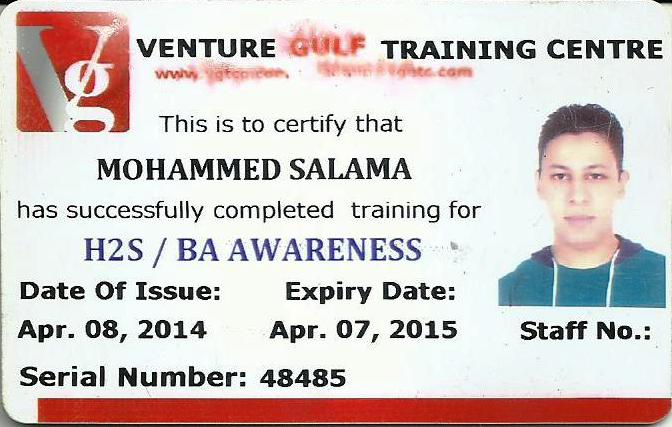 Vg
VENTURE GULF TRAINING CENTRE
This is to certify that
MOHAMMED SALAMA
has successfully completed training for
H2S / BA AWARENESS
Date Of Issue: Expiry Date:
Apr. 08, 2014 Apr. 07, 2015 Staff No.:
Serial Number: 48485